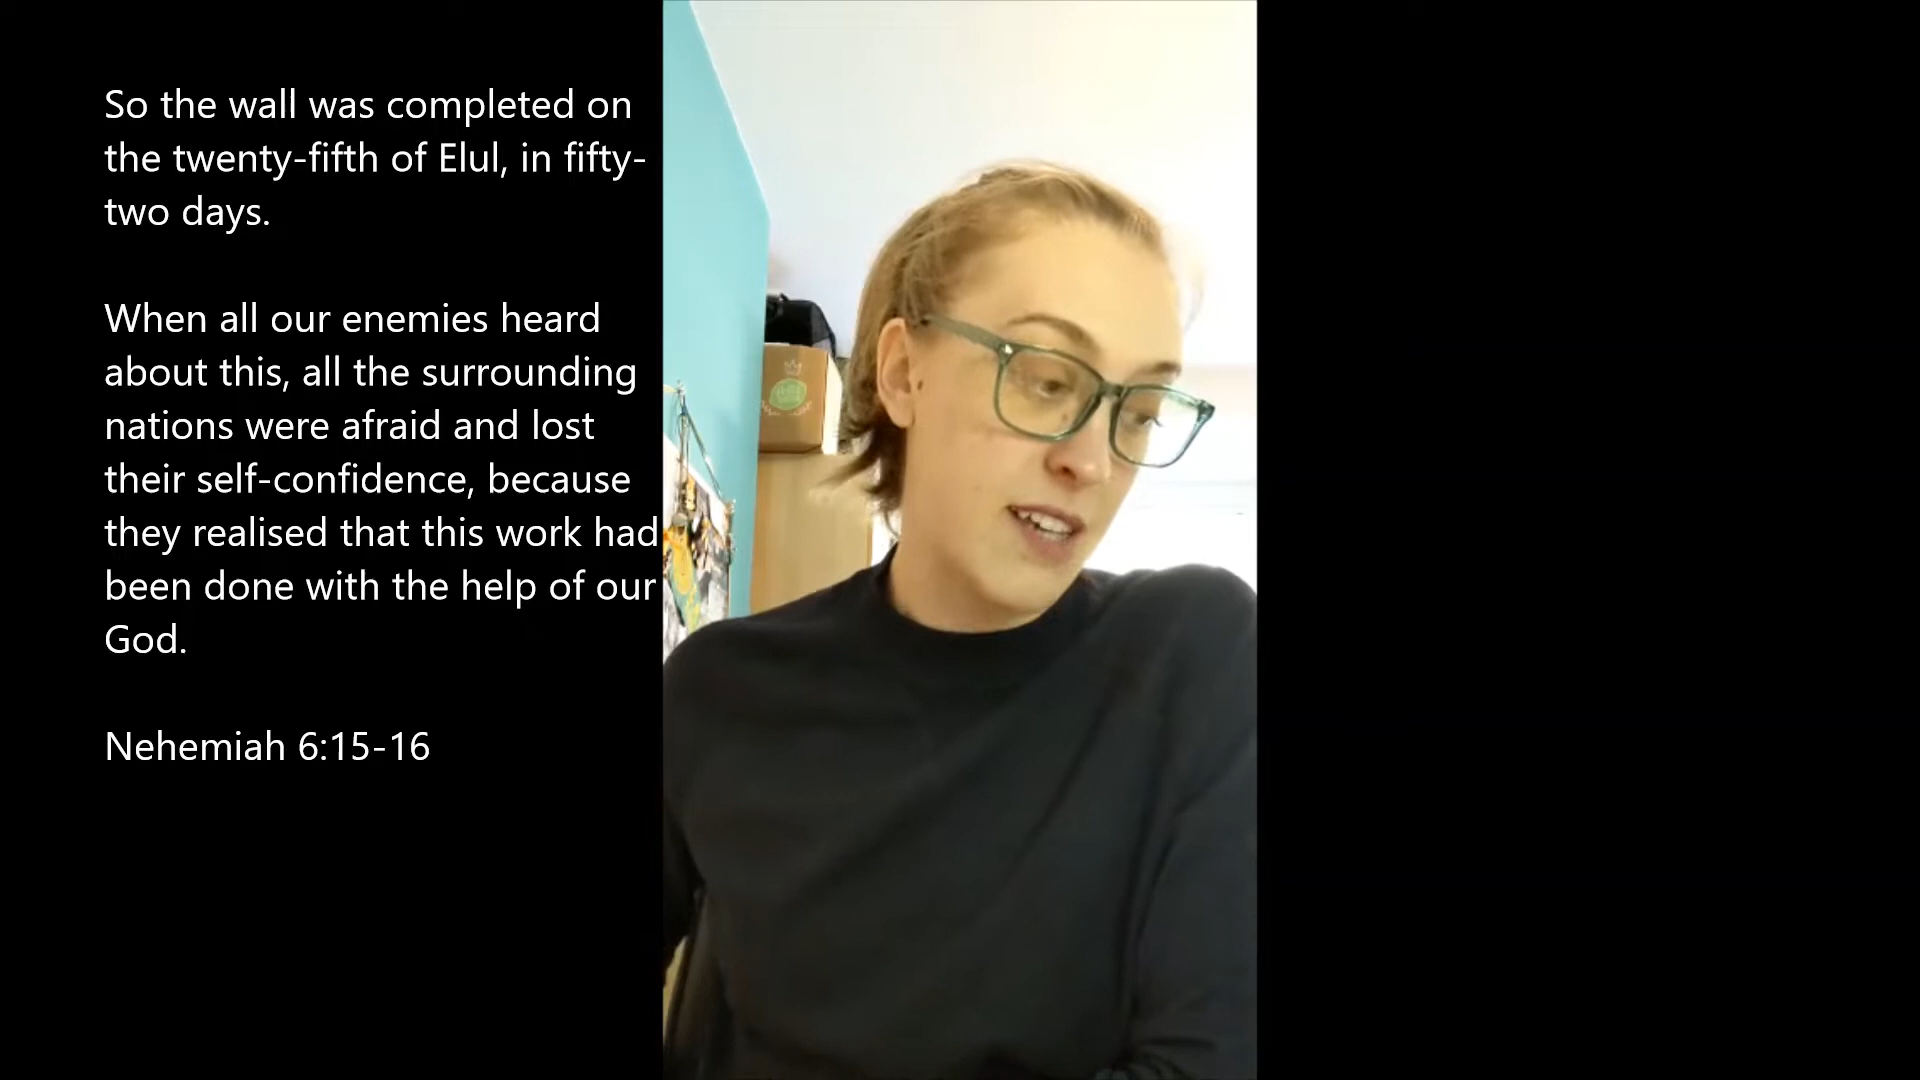 So the wall was completed on
the twenty-fifth of Elul, in fifty-
two days.
When all our enemies heard
about this, all the surrounding
nations were afraid and lost
their self-confidence, because
they realised that this work had
been done with the help of our
God.
Nehemiah 6:15-16